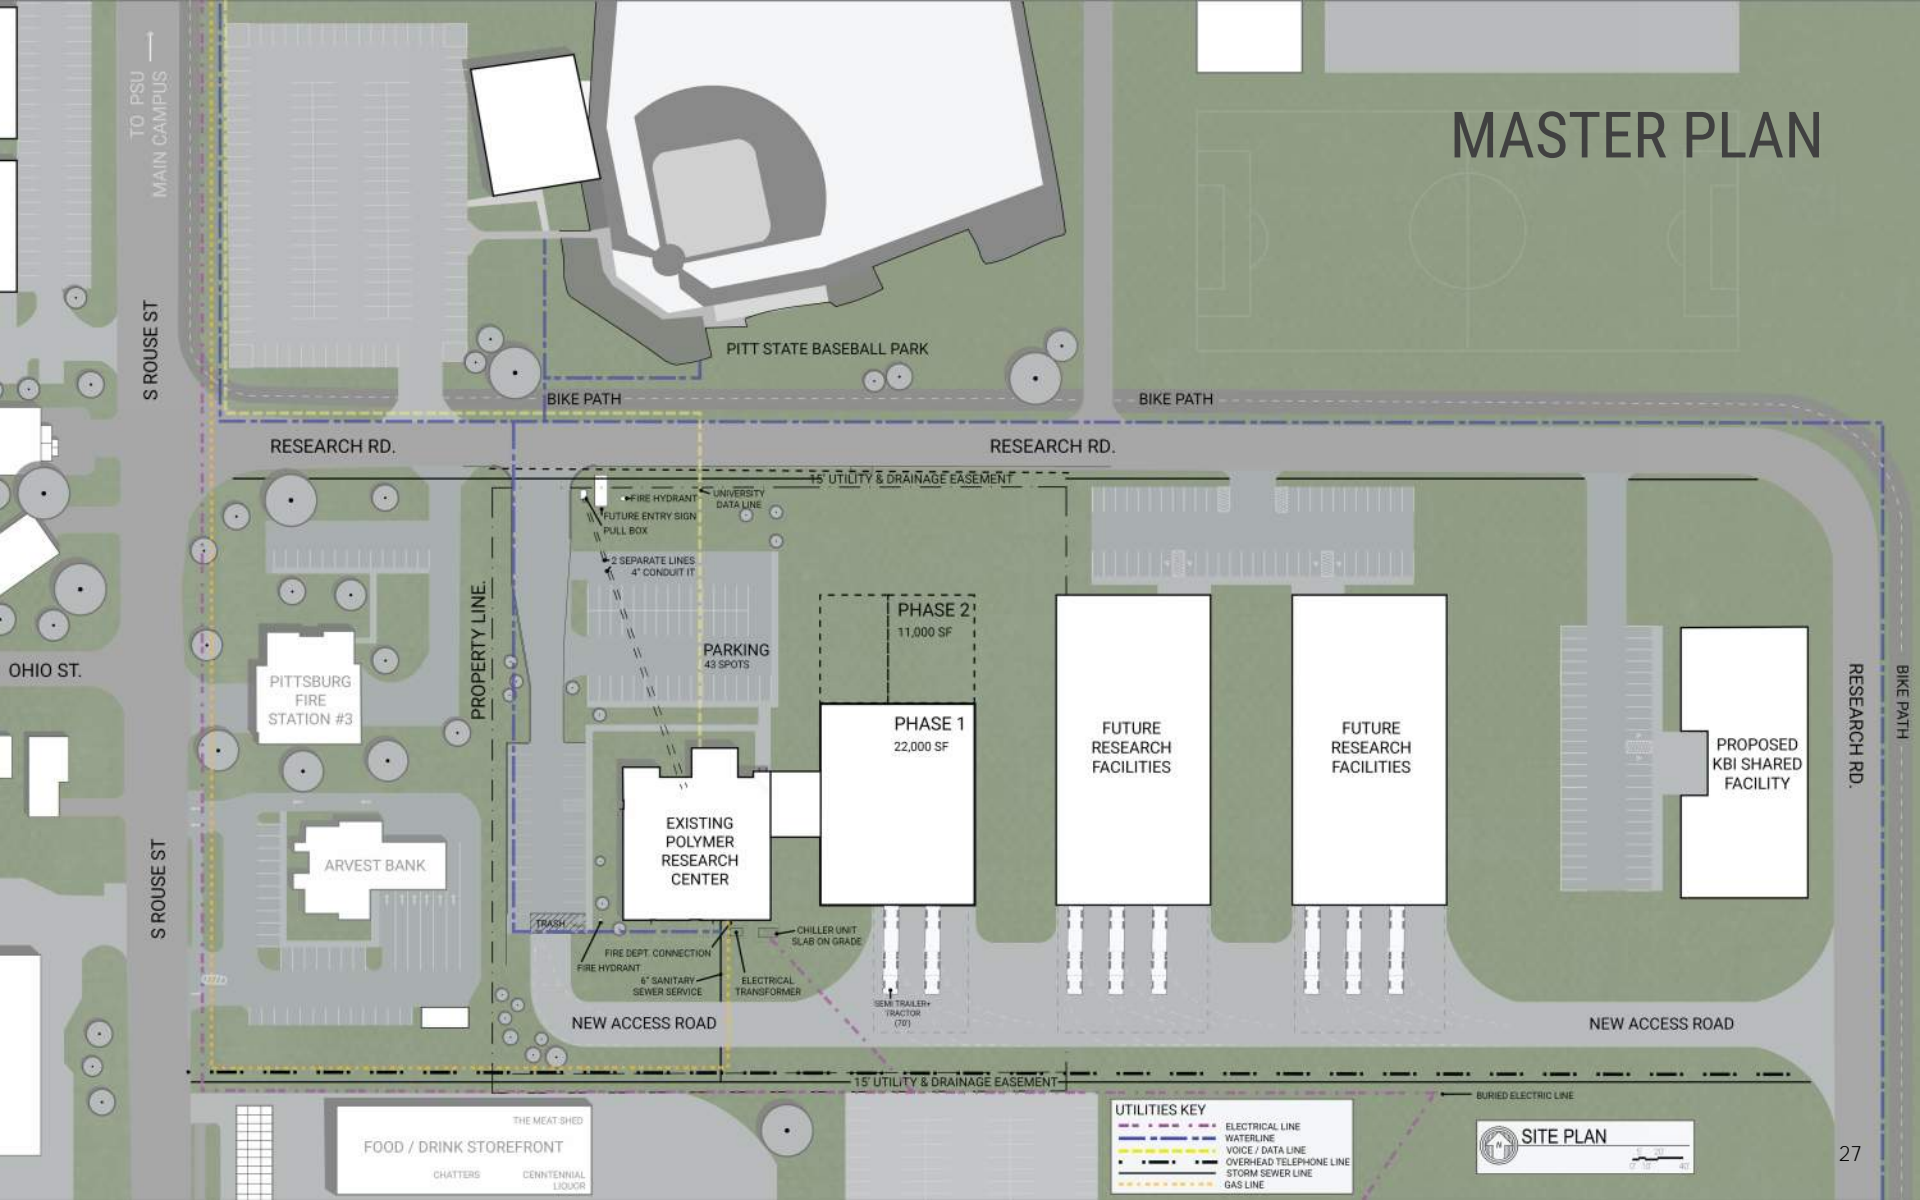 MASTER PLAN
TO PSU
MAIN CAMPUS
S ROUSE ST
PITT STATE BASEBALL PARK
BIKE PATH
BIKE PATH
RESEARCH RD.
RESEARCH RD.
15' UTILITY & DRAINAGE EASEMENT
FIRE HYDRANT
UNIVERSITY
DATA LINE
FUTURE ENTRY SIGN
PULL BOX
2 SEPARATE LINES
4" CONDUIT IT
PROPERTY LINE.
PHASE 2
11,000 SF
PARKING
43 SPOTS
OHIO ST.
PITTSBURG
FIRE
STATION #3
PHASE 1
22,000 SF
FUTURE
RESEARCH
FACILITIES
FUTURE
RESEARCH
FACILITIES
PROPOSED
KBI SHARED
FACILITY
RESEARCH RD.
BIKE PATH
EXISTING
POLYMER
RESEARCH
CENTER
ARVEST BANK
S ROUSE ST
TRASH
CHILLER UNIT
SLAB ON GRADE
FIRE DEPT. CONNECTION
FIRE HYDRANT
6" SANITARY
SEWER SERVICE
ELECTRICAL
TRANSFORMER
SEMI TRAILER+
TRACTOR
(70')
NEW ACCESS ROAD
NEW ACCESS ROAD
15' UTILITY & DRAINAGE EASEMENT
BURIED ELECTRIC LINE
THE MEAT SHED
FOOD / DRINK STOREFRONT
CHATTERS
CENNTENNIAL
LIQUOR
UTILITIES KEY
ELECTRICAL LINE
WATERLINE
VOICE / DATA LINE
OVERHEAD TELEPHONE LINE
STORM SEWER LINE
GAS LINE
N
SITE PLAN
0' 10' 40'
27